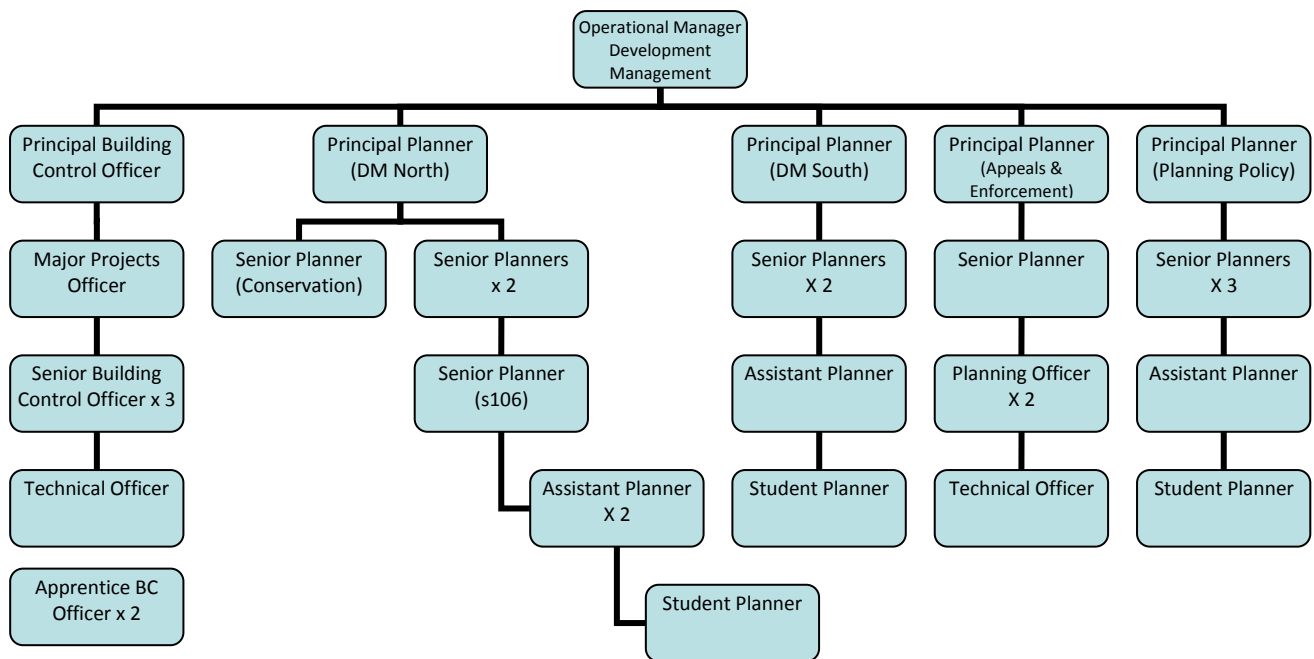 Operational Manager
Development
Management
Principal Building
Control Officer
Principal Planner
(DM North)
Principal Planner
(DM South)
Principal Planner
(Appeals &
Enforcement)
Principal Planner
(Planning Policy)
Major Projects
Officer
Senior Planner
(Conservation)
Senior Planners
x 2
Senior Planners
X 2
Senior Planner
Senior Planners
X 3
Senior Building
Control Officer x 3
Senior Planner
(s106)
Assistant Planner
Planning Officer
X 2
Assistant Planner
Technical Officer
Assistant Planner
X 2
Student Planner
Technical Officer
Student Planner
Apprentice BC
Officer x 2
Student Planner